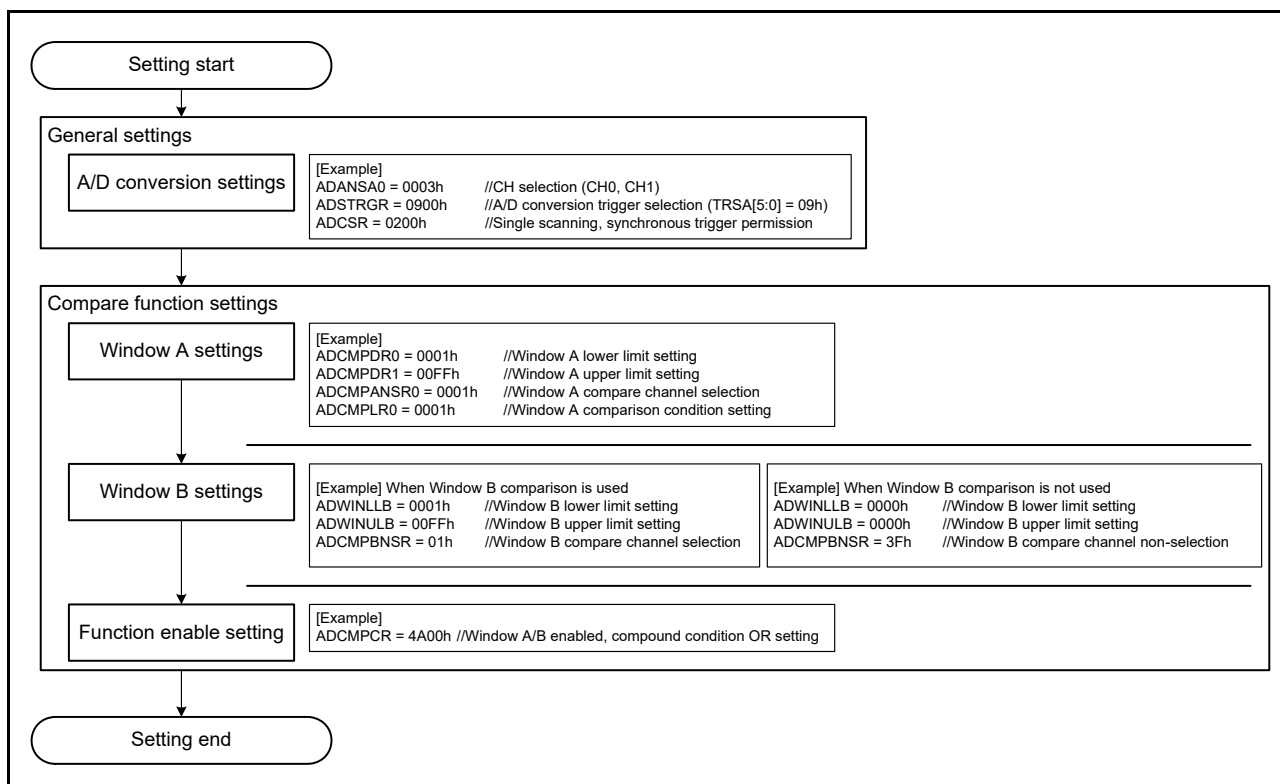 Setting start
General settings
A/D conversion settings
[Example]
ADANSA0 = 0003h //CH selection (CH0, CH1)
ADSTRGR = 0900h //A/D conversion trigger selection (TRSA[5:0] = 09h)
ADCSR = 0200h //Single scanning, synchronous trigger permission
Compare function settings
Window A settings
[Example]
ADCMPDR0 = 0001h //Window A lower limit setting
ADCMPDR1 = 00FFh //Window A upper limit setting
ADCMPANSR0 = 0001h //Window A compare channel selection
ADCMPLR0 = 0001h //Window A comparison condition setting
Window B settings
[Example] When Window B comparison is used
ADWINLLB = 0001h //Window B lower limit setting
ADWINULB = 00FFh //Window B upper limit setting
ADCMPBNSR = 01h //Window B compare channel selection
[Example] When Window B comparison is not used
ADWINLLB = 0000h //Window B lower limit setting
ADWINULB = 0000h //Window B upper limit setting
ADCMPBNSR = 3Fh //Window B compare channel non-selection
Function enable setting
[Example]
ADCMPCR = 4A00h //Window A/B enabled, compound condition OR setting
Setting end